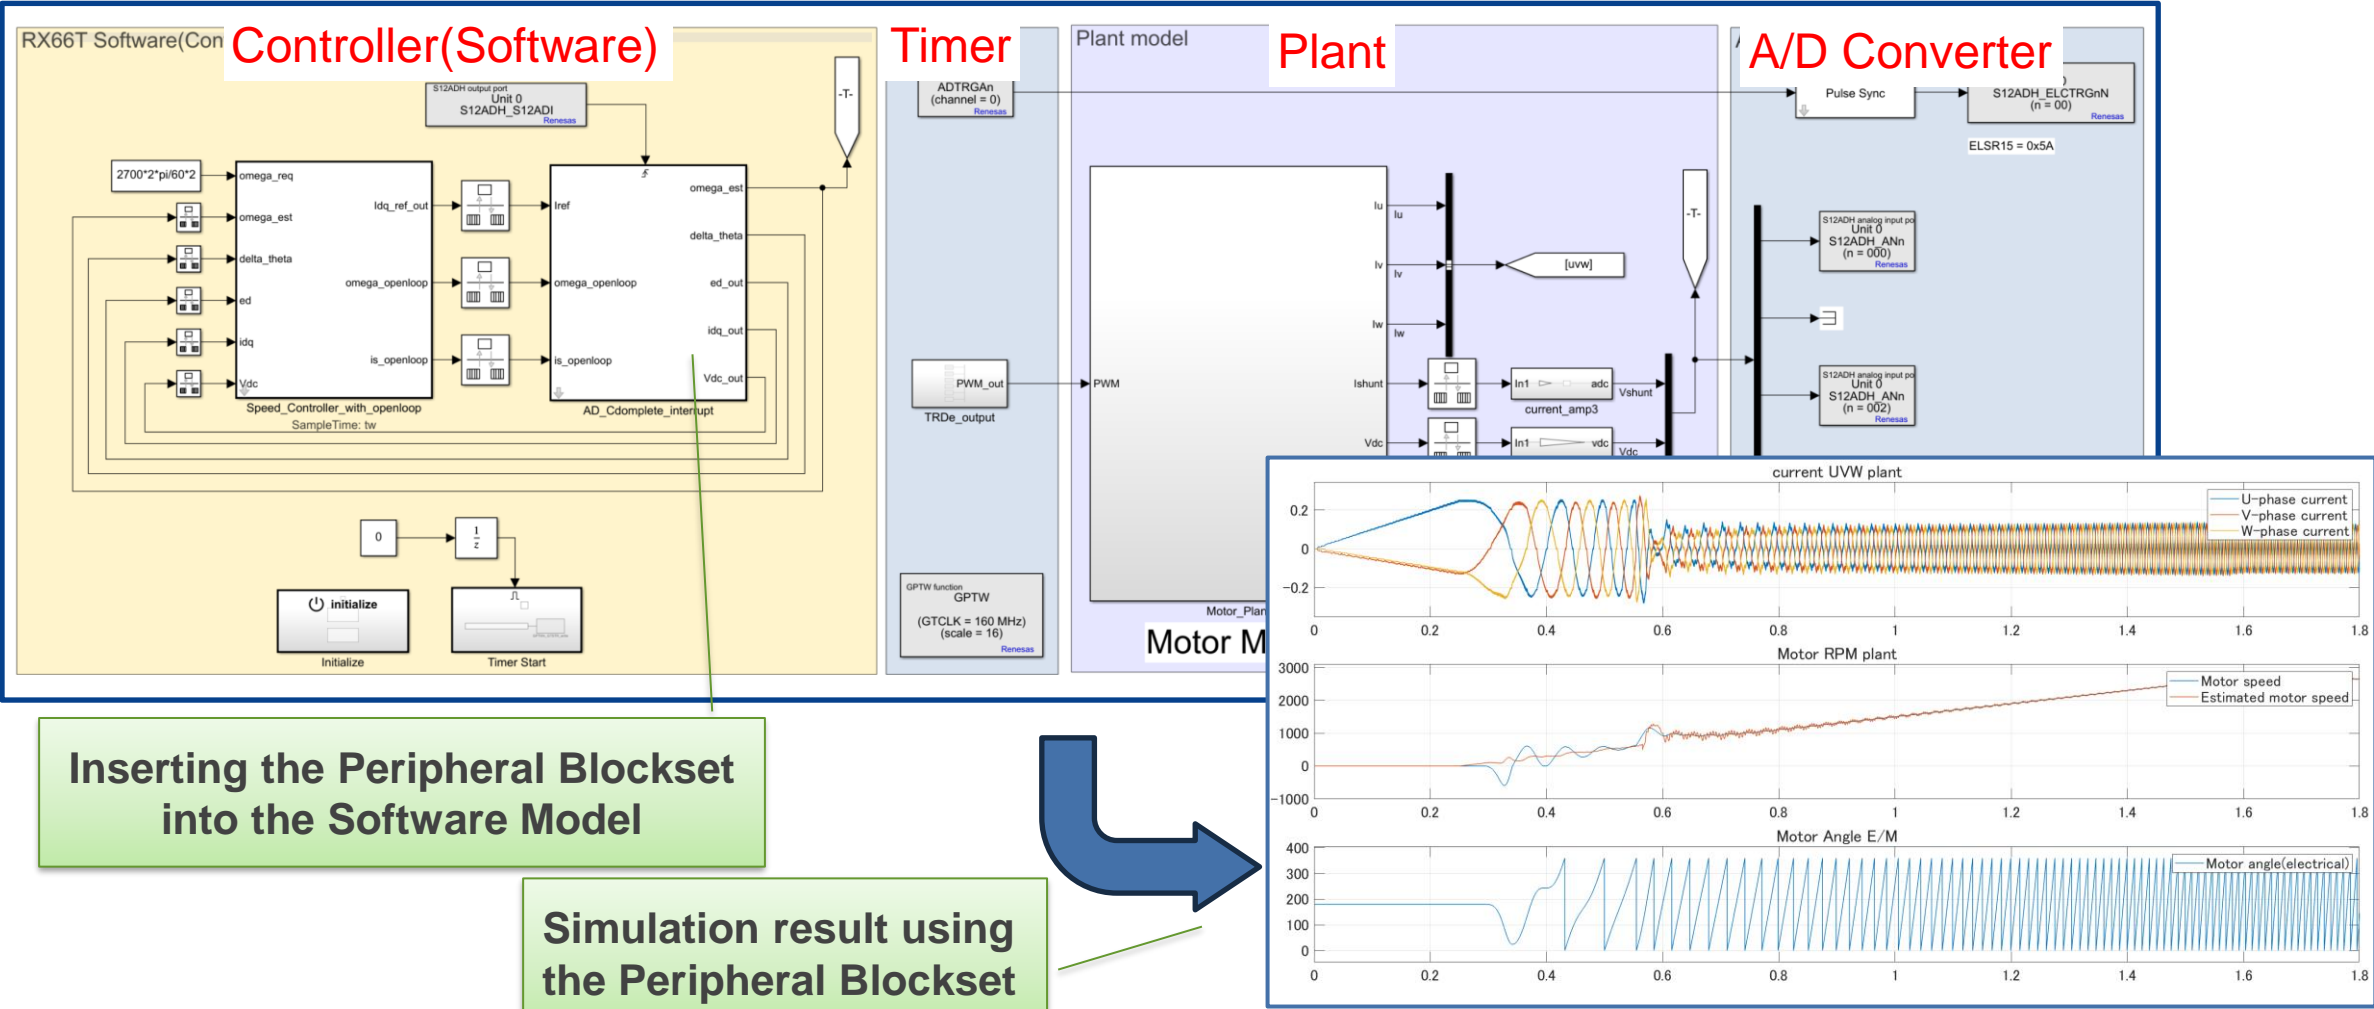 RX66T Software(Con
Controller(Software)
Timer
Plant model
Plant
A/D Converter
S12ADH output port
Unit 0
S12ADH_S12ADI
Renesas
-T-
2700*2*pi/60*2
omega_req
omega_est
delta_theta
ed
idq
Vdc
Idq_ref_out
omega_openloop
is_openloop
Speed_Controller_with_openloop
SampleTime: tw
Iref
omega_openloop
is_openloop
omega_est
delta_theta
ed_out
idq_out
Vdc_out
AD_Cdomplete_interrupt
0
1
z
initialize
Initialize
Timer Start
ADTRGAn
(channel = 0)
Renesas
PWM_out
TRDe_output
GPTW function
GPTW
(GTCLK = 160 MHz)
(scale = 16)
Renesas
PWM
Iu
Iv
Iw
Ishunt
Vdc
Iu
Iv
Iw
[uvw]
-T-
In1
adc
Vshunt
current_amp3
In1
vdc
Vdc
Motor_Plan
Motor M
Pulse Sync
S12ADH_ELCTRGnN
(n = 00)
Renesas
ELSR15 = 0x5A
S12ADH analog input po
Unit 0
S12ADH_ANn
(n = 000)
Renesas
S12ADH analog input po
Unit 0
S12ADH_ANn
(n = 002)
Renesas
current UVW plant
U-phase current
V-phase current
W-phase current
0.2
0
-0.2
0 0.2 0.4 0.6 0.8 1 1.2 1.4 1.6 1.8
Motor RPM plant
Motor speed
Estimated motor speed
3000
2000
1000
0
-1000
0 0.2 0.4 0.6 0.8 1 1.2 1.4 1.6 1.8
Motor Angle E/M
Motor angle(electrical)
400
300
200
100
0
0 0.2 0.4 0.6 0.8 1 1.2 1.4 1.6 1.8
Inserting the Peripheral Blockset
into the Software Model
Simulation result using
the Peripheral Blockset